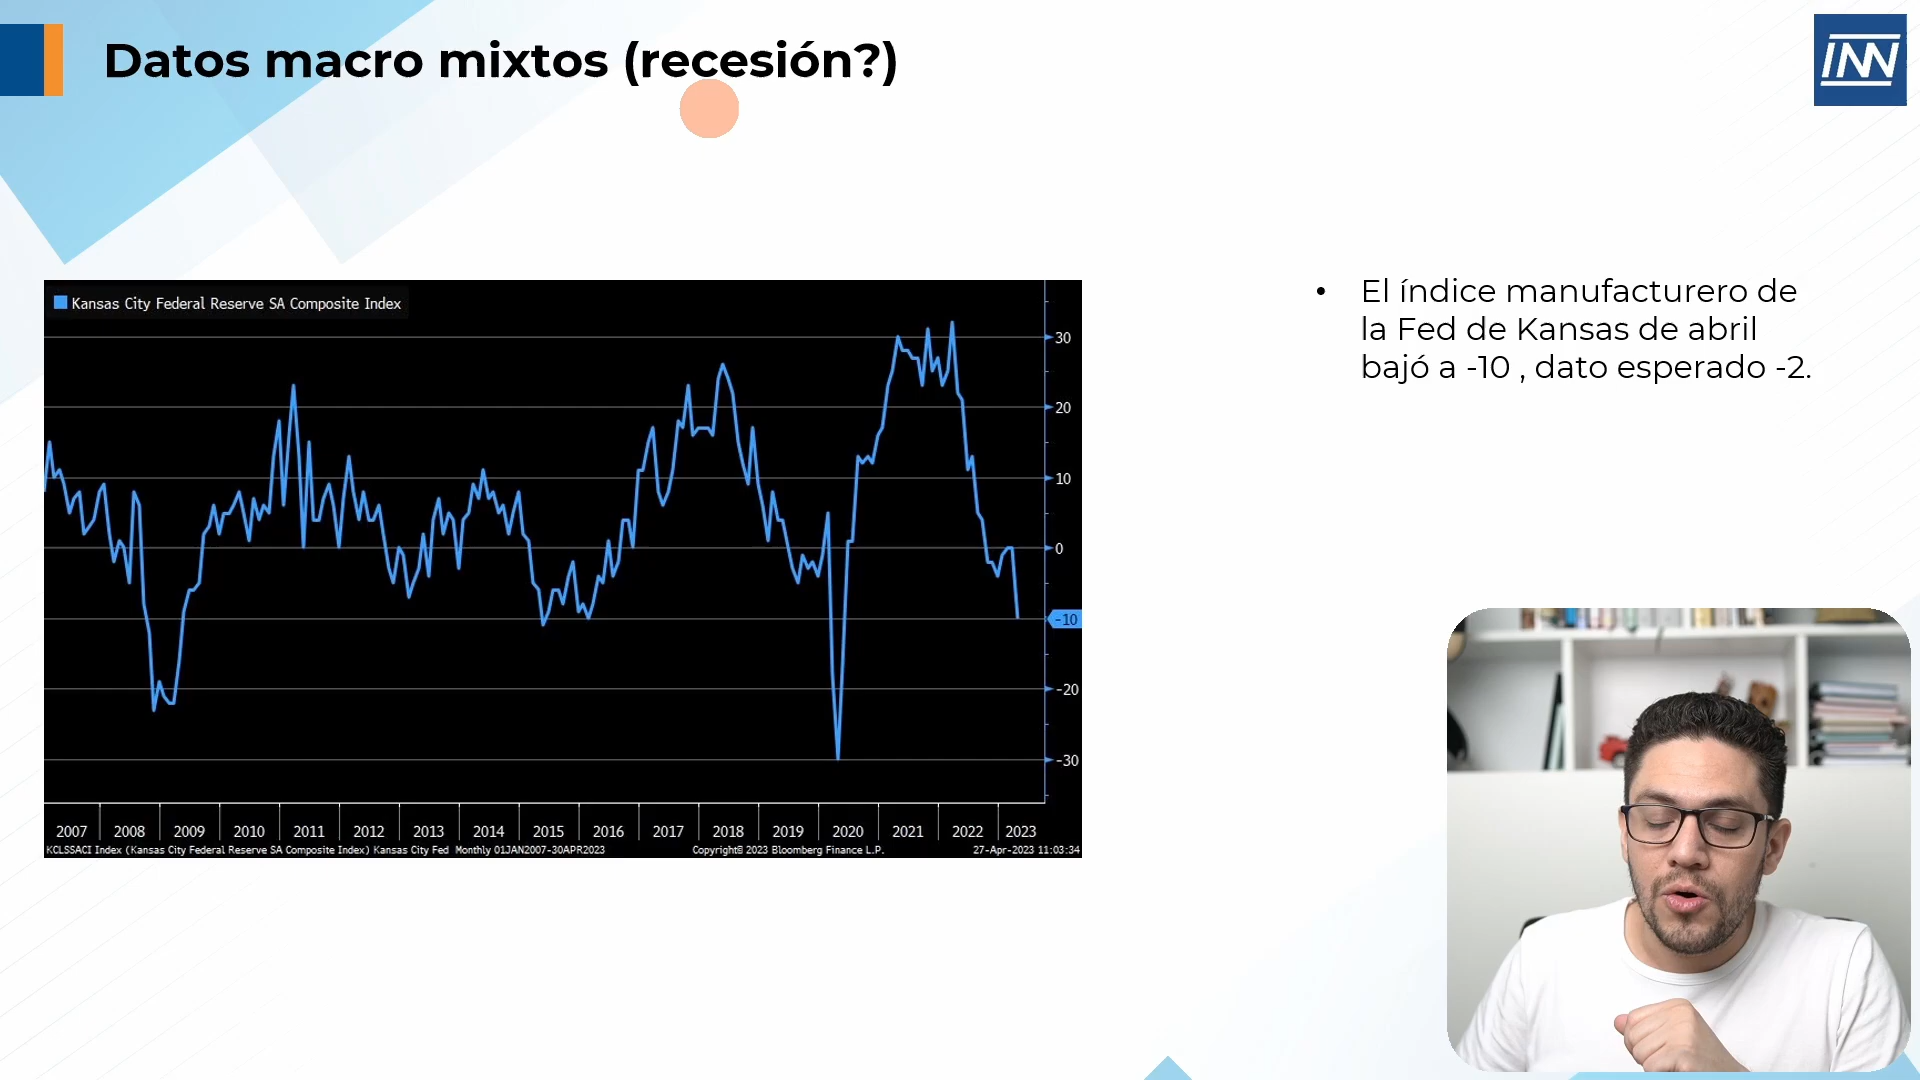 Datos macro mixtos (recesión?)
INN
Kansas City Federal Reserve SA Composite Index
30
20
10
0
-10
-20
-30
2007 2008 2009 2010 2011 2012 2013 2014 2015 2016 2017 2018 2019 2020 2021 2022 2023
KCLSSACI Index (Kansas City Federal Reserve SA Composite Index) Kansas City Fed Monthly 01JAN2007-30APR2023 Copyright© 2023 Bloomberg Finance L.P. 27-Apr-2023 11:03:34
• El índice manufacturero de
la Fed de Kansas de abril
bajó a -10 , dato esperado -2.